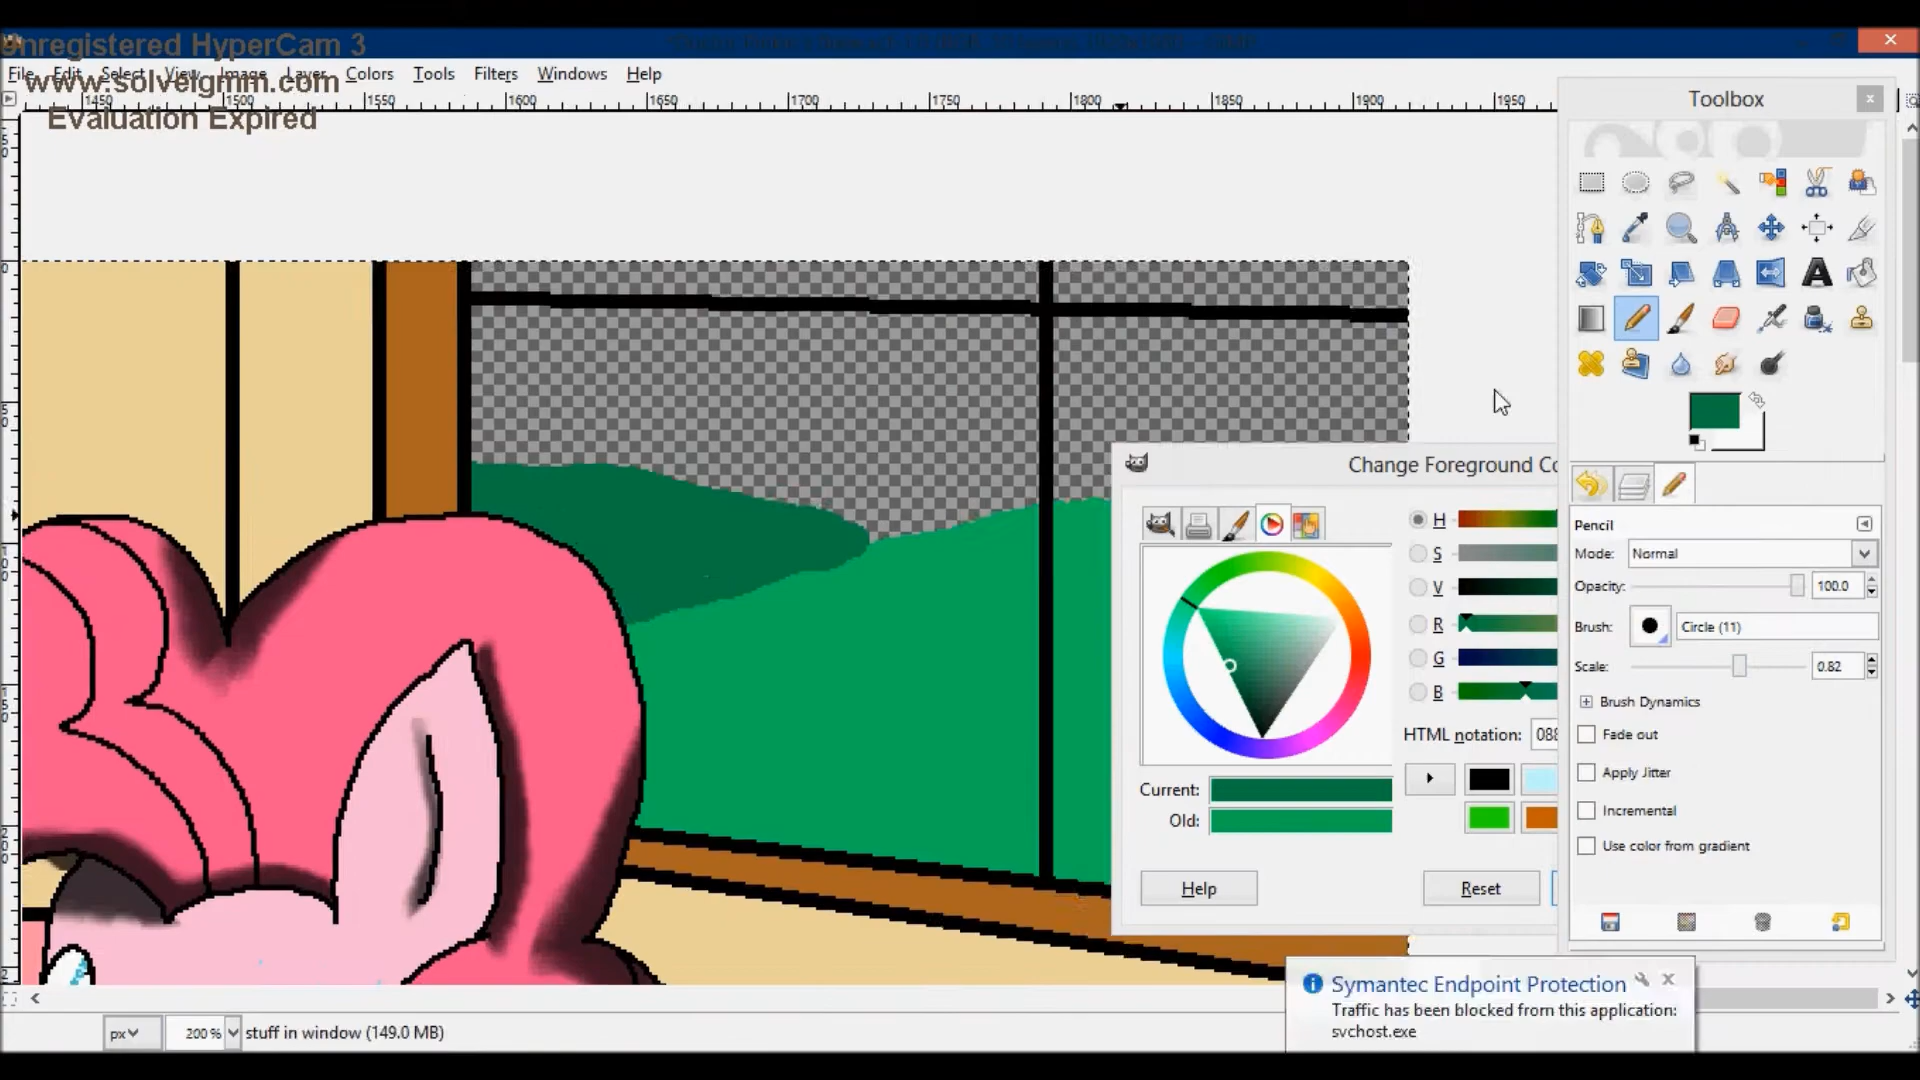 Unregistered HyperCam 3
File Edit Select View Image Layer Colors Tools Filters Windows Help
www.solveigmm.com
1450 1500 1550 1600 1650 1700 1750 1800 1850 1900 1950
Toolbox
Evaluation Expired
Change Foreground Co
Pencil
Mode: Normal
H
S
V
R
G
B
Opacity: 100.0
Brush: Circle (11)
Scale: 0.82
Brush Dynamics
HTML notation: 088
Fade out
Apply Jitter
Current:
Old:
Incremental
Use color from gradient
Help Reset
Symantec Endpoint Protection
Traffic has been blocked from this application:
svchost.exe
px 200 % stuff in window (149.0 MB)